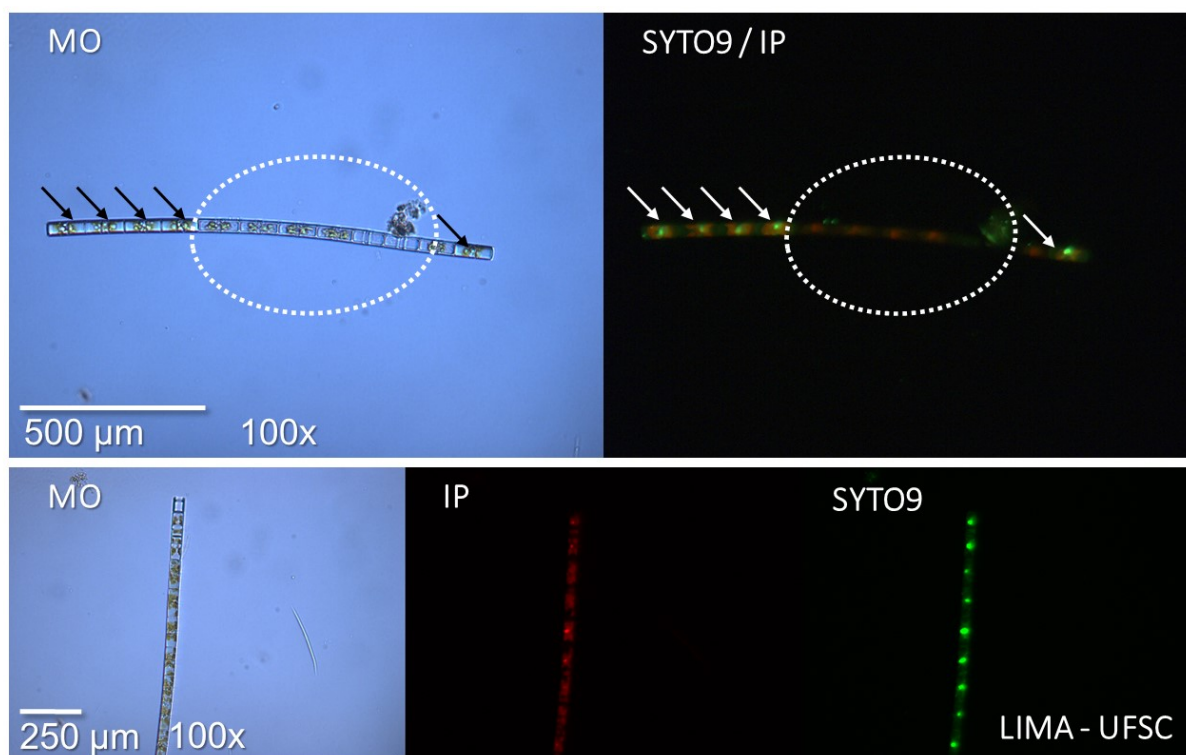 MO
SYTO9 / IP
500 µm 100x
MO
IP
SYTO9
250 µm 100x
LIMA - UFSC